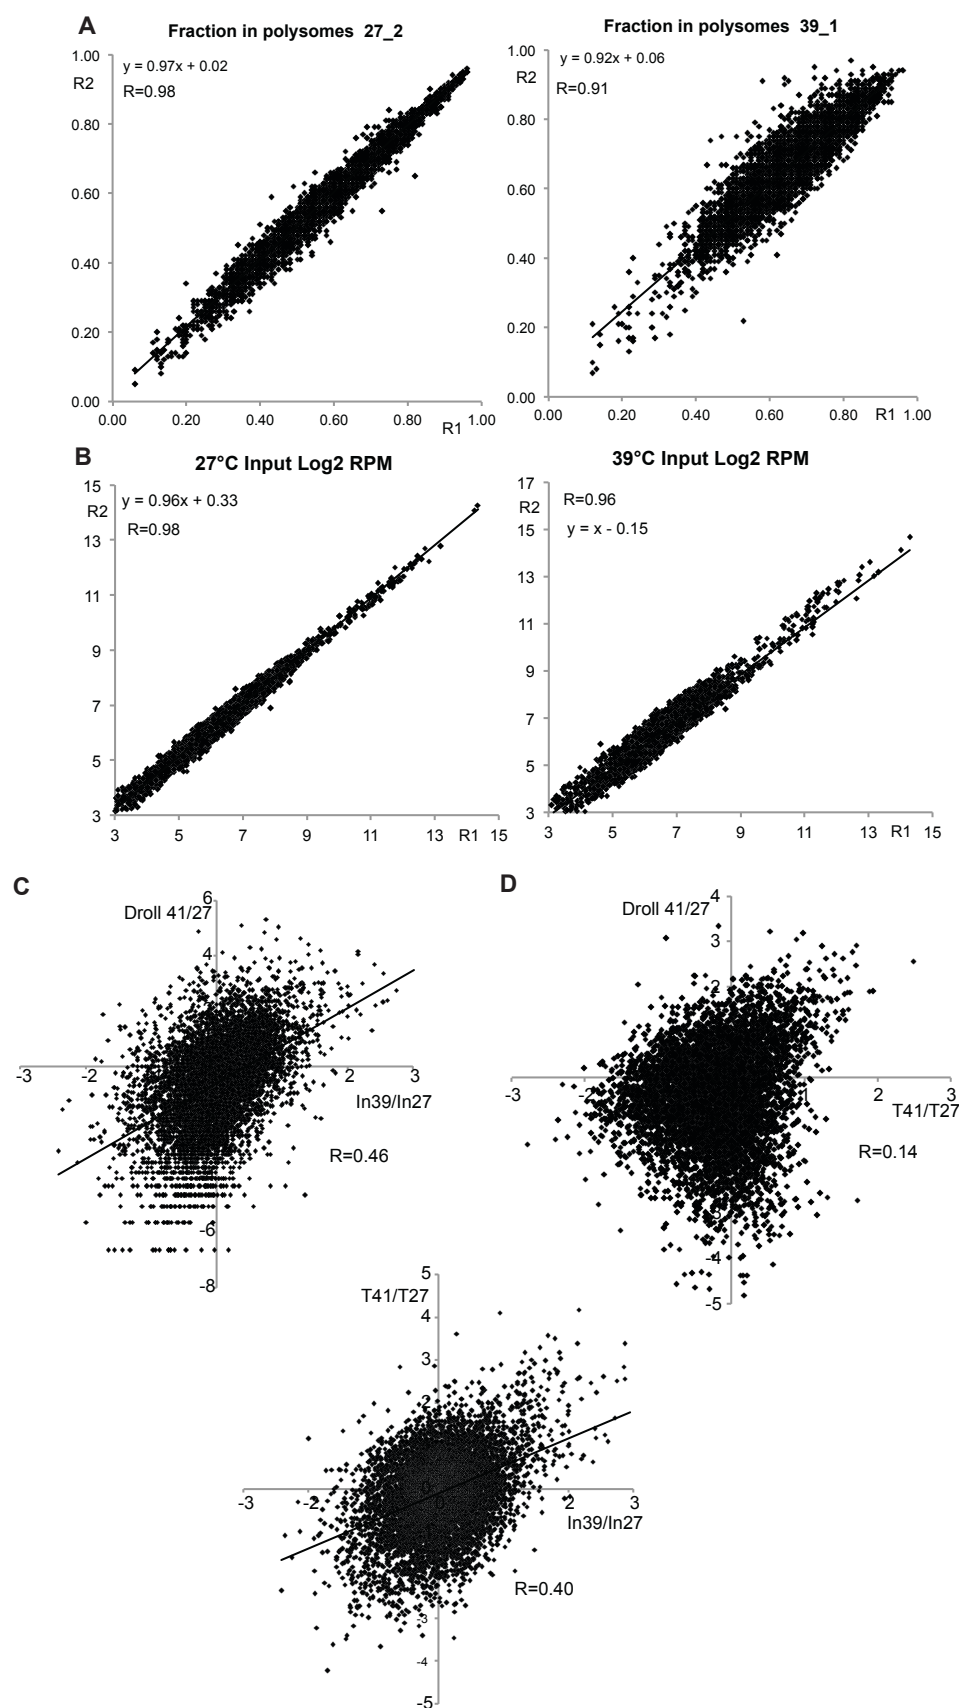 A
Fraction in polysomes 27_2
1.00
R2
y = 0.97x + 0.02
R=0.98
0.80
0.60
0.40
0.20
0.00
0.00 0.20 0.40 0.60 0.80 R1 1.00
Fraction in polysomes 39_1
1.00
R2
y = 0.92x + 0.06
R=0.91
0.80
0.60
0.40
0.20
0.00
0.00 0.20 0.40 0.60 0.80 R1 1.00
B
27°C Input Log2 RPM
15
R2
y = 0.96x + 0.33
R=0.98
13
11
9
7
5
3
3 5 7 9 11 13 R1 15
39°C Input Log2 RPM
17
R2
R=0.96
y = x - 0.15
15
13
11
9
7
5
3
3 5 7 9 11 13 R1 15
C
6
Droll 41/27
4
-3 -2 2 3
In39/In27
R=0.46
-6
-8
D
4
Droll 41/27
3
2
-3 -2 1 2 3
T41/T27
R=0.14
-3
-4
-5
5
T41/T27
4
3
2
0
-3 -2 0 2 3
In39/In27
R=0.40
-3
-4
-5